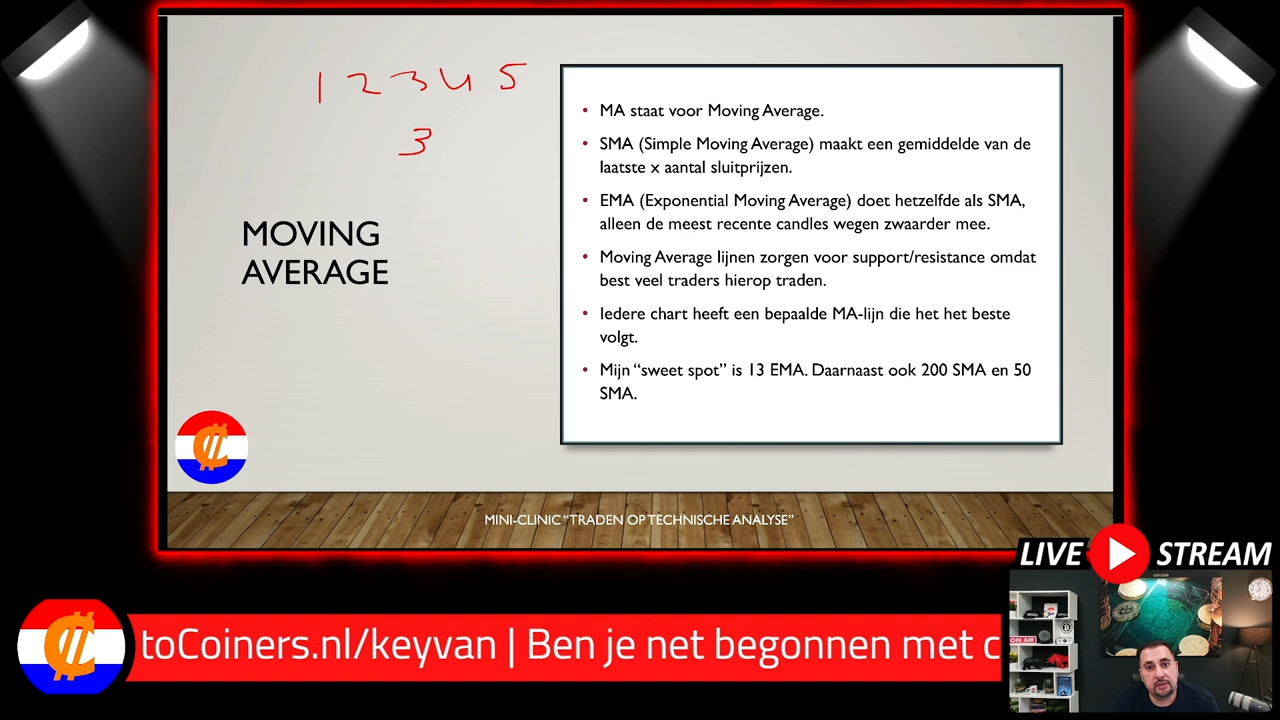 1 2 3 4 5
3
MOVING
AVERAGE
• MA staat voor Moving Average.
• SMA (Simple Moving Average) maakt een gemiddelde van de
laatste x aantal sluitprijzen.
• EMA (Exponential Moving Average) doet hetzelfde als SMA,
alleen de meest recente candles wegen zwaarder mee.
• Moving Average lijnen zorgen voor support/resistance omdat
best veel traders hierop traden.
• Iedere chart heeft een bepaalde MA-lijn die het het beste
volgt.
• Mijn “sweet spot” is 13 EMA. Daarnaast ook 200 SMA en 50
SMA.
MINI-CLINIC “TRADEN OP TECHNISCHE ANALYSE”
LIVE STREAM
ON AIR
toCoiners.nl/keyvan | Ben je net begonnen met c